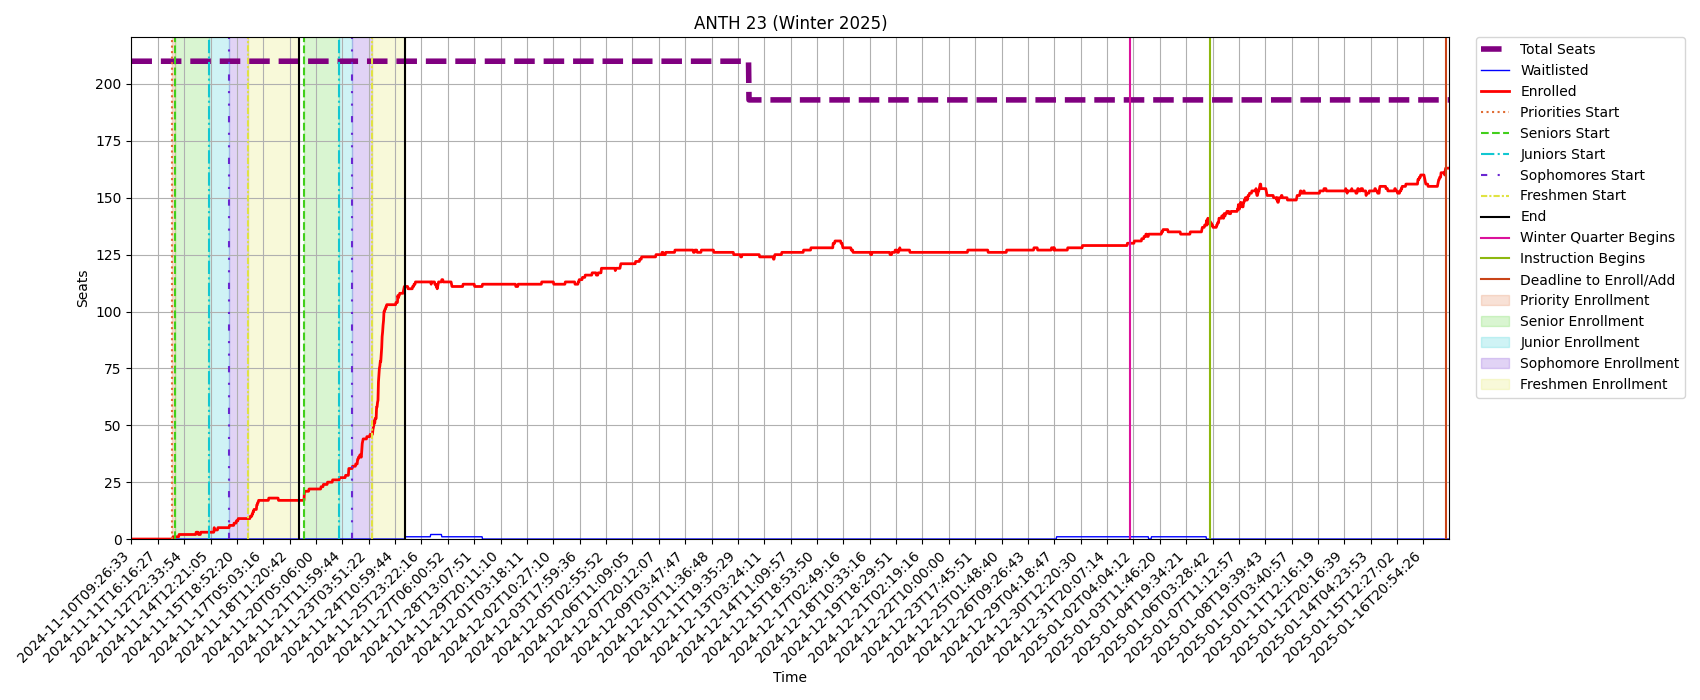 ANTH 23 (Winter 2025)
Total Seats
Waitlisted
Enrolled
Priorities Start
Seniors Start
Juniors Start
Sophomores Start
Freshmen Start
End
Winter Quarter Begins
Instruction Begins
Deadline to Enroll/Add
Priority Enrollment
Senior Enrollment
Junior Enrollment
Sophomore Enrollment
Freshmen Enrollment
Seats
200
175
150
125
100
75
50
25
0
2024-11-10T09:26:33
2024-11-11T16:16:27
2024-11-12T22:33:54
2024-11-14T12:21:05
2024-11-15T18:52:20
2024-11-17T05:03:16
2024-11-18T11:20:42
2024-11-20T05:06:00
2024-11-21T11:59:44
2024-11-23T03:51:22
2024-11-24T10:59:44
2024-11-25T23:22:16
2024-11-27T06:00:52
2024-11-28T13:07:51
2024-11-29T20:11:10
2024-12-01T03:18:11
2024-12-02T10:27:10
2024-12-03T17:59:36
2024-12-05T02:55:52
2024-12-06T11:09:05
2024-12-07T20:12:07
2024-12-09T03:47:47
2024-12-10T11:36:48
2024-12-11T19:35:29
2024-12-13T03:24:11
2024-12-14T11:09:57
2024-12-15T18:53:50
2024-12-17T02:49:16
2024-12-18T10:33:16
2024-12-19T18:29:51
2024-12-21T02:19:16
2024-12-22T10:00:00
2024-12-23T17:45:51
2024-12-25T01:48:40
2024-12-26T09:26:43
2024-12-29T04:18:47
2024-12-30T12:20:30
2024-12-31T20:07:14
2025-01-02T04:04:12
2025-01-03T11:46:20
2025-01-04T19:34:21
2025-01-06T03:28:42
2025-01-07T11:12:57
2025-01-08T19:39:43
2025-01-10T03:40:57
2025-01-11T12:16:19
2025-01-12T20:16:39
2025-01-14T04:23:53
2025-01-15T12:27:02
2025-01-16T20:54:26
Time